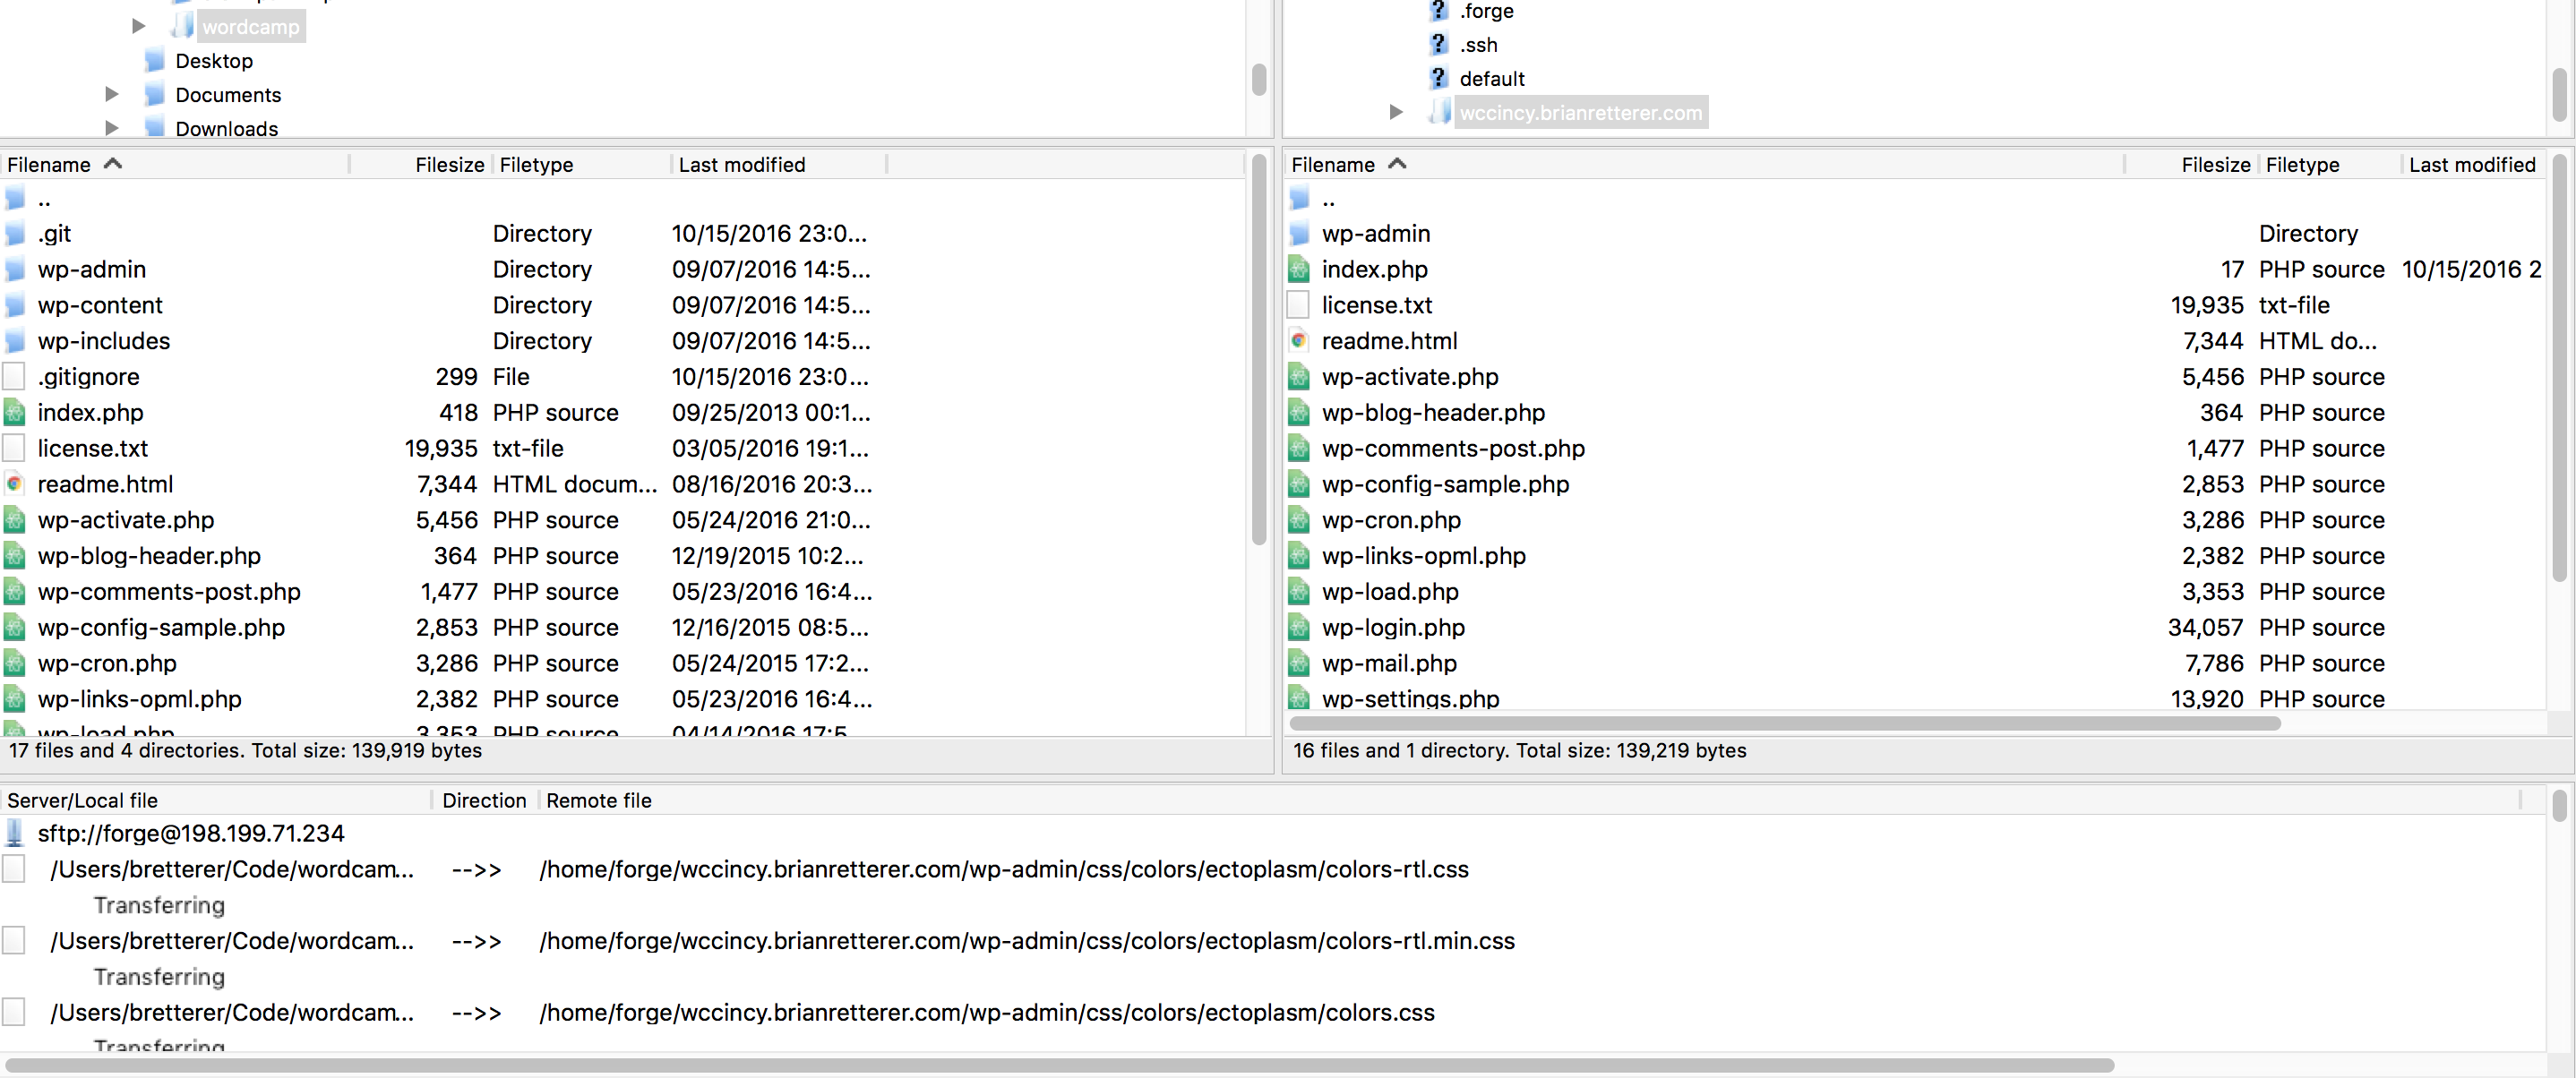 wordcamp
Desktop
Documents
Downloads
.forge
.ssh
default
wccincy.brianretterer.com
Filename Filesize Filetype Last modified
..
.git Directory 10/15/2016 23:0...
wp-admin Directory 09/07/2016 14:5...
wp-content Directory 09/07/2016 14:5...
wp-includes Directory 09/07/2016 14:5...
.gitignore 299 File 10/15/2016 23:0...
index.php 418 PHP source 09/25/2013 00:1...
license.txt 19,935 txt-file 03/05/2016 19:1...
readme.html 7,344 HTML docum... 08/16/2016 20:3...
wp-activate.php 5,456 PHP source 05/24/2016 21:0...
wp-blog-header.php 364 PHP source 12/19/2015 10:2...
wp-comments-post.php 1,477 PHP source 05/23/2016 16:4...
wp-config-sample.php 2,853 PHP source 12/16/2015 08:5...
wp-cron.php 3,286 PHP source 05/24/2015 17:2...
wp-links-opml.php 2,382 PHP source 05/23/2016 16:4...
wp-load.php 3,353 PHP source 04/14/2016 17:5
17 files and 4 directories. Total size: 139,919 bytes
Filename Filesize Filetype Last modified
..
wp-admin Directory
index.php 17 PHP source 10/15/2016 2
license.txt 19,935 txt-file
readme.html 7,344 HTML do...
wp-activate.php 5,456 PHP source
wp-blog-header.php 364 PHP source
wp-comments-post.php 1,477 PHP source
wp-config-sample.php 2,853 PHP source
wp-cron.php 3,286 PHP source
wp-links-opml.php 2,382 PHP source
wp-load.php 3,353 PHP source
wp-login.php 34,057 PHP source
wp-mail.php 7,786 PHP source
wp-settings.php 13,920 PHP source
16 files and 1 directory. Total size: 139,219 bytes
Server/Local file Direction Remote file
sftp://forge@198.199.71.234
/Users/bretterer/Code/wordcam... -->> /home/forge/wccincy.brianretterer.com/wp-admin/css/colors/ectoplasm/colors-rtl.css
Transferring
/Users/bretterer/Code/wordcam... -->> /home/forge/wccincy.brianretterer.com/wp-admin/css/colors/ectoplasm/colors-rtl.min.css
Transferring
/Users/bretterer/Code/wordcam... -->> /home/forge/wccincy.brianretterer.com/wp-admin/css/colors/ectoplasm/colors.css
Transferring